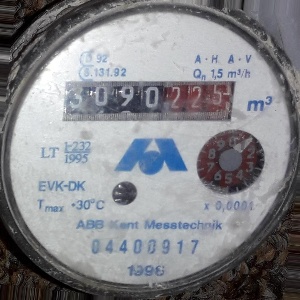 92
6.131.92
A · H A · V
Qn 1,5 m³/h
3090225 m³
LT 1-232
1995
EVK-DK
Tmax +30°C
x 0,0001
ABB Kent Messtechnik
04400917
1996